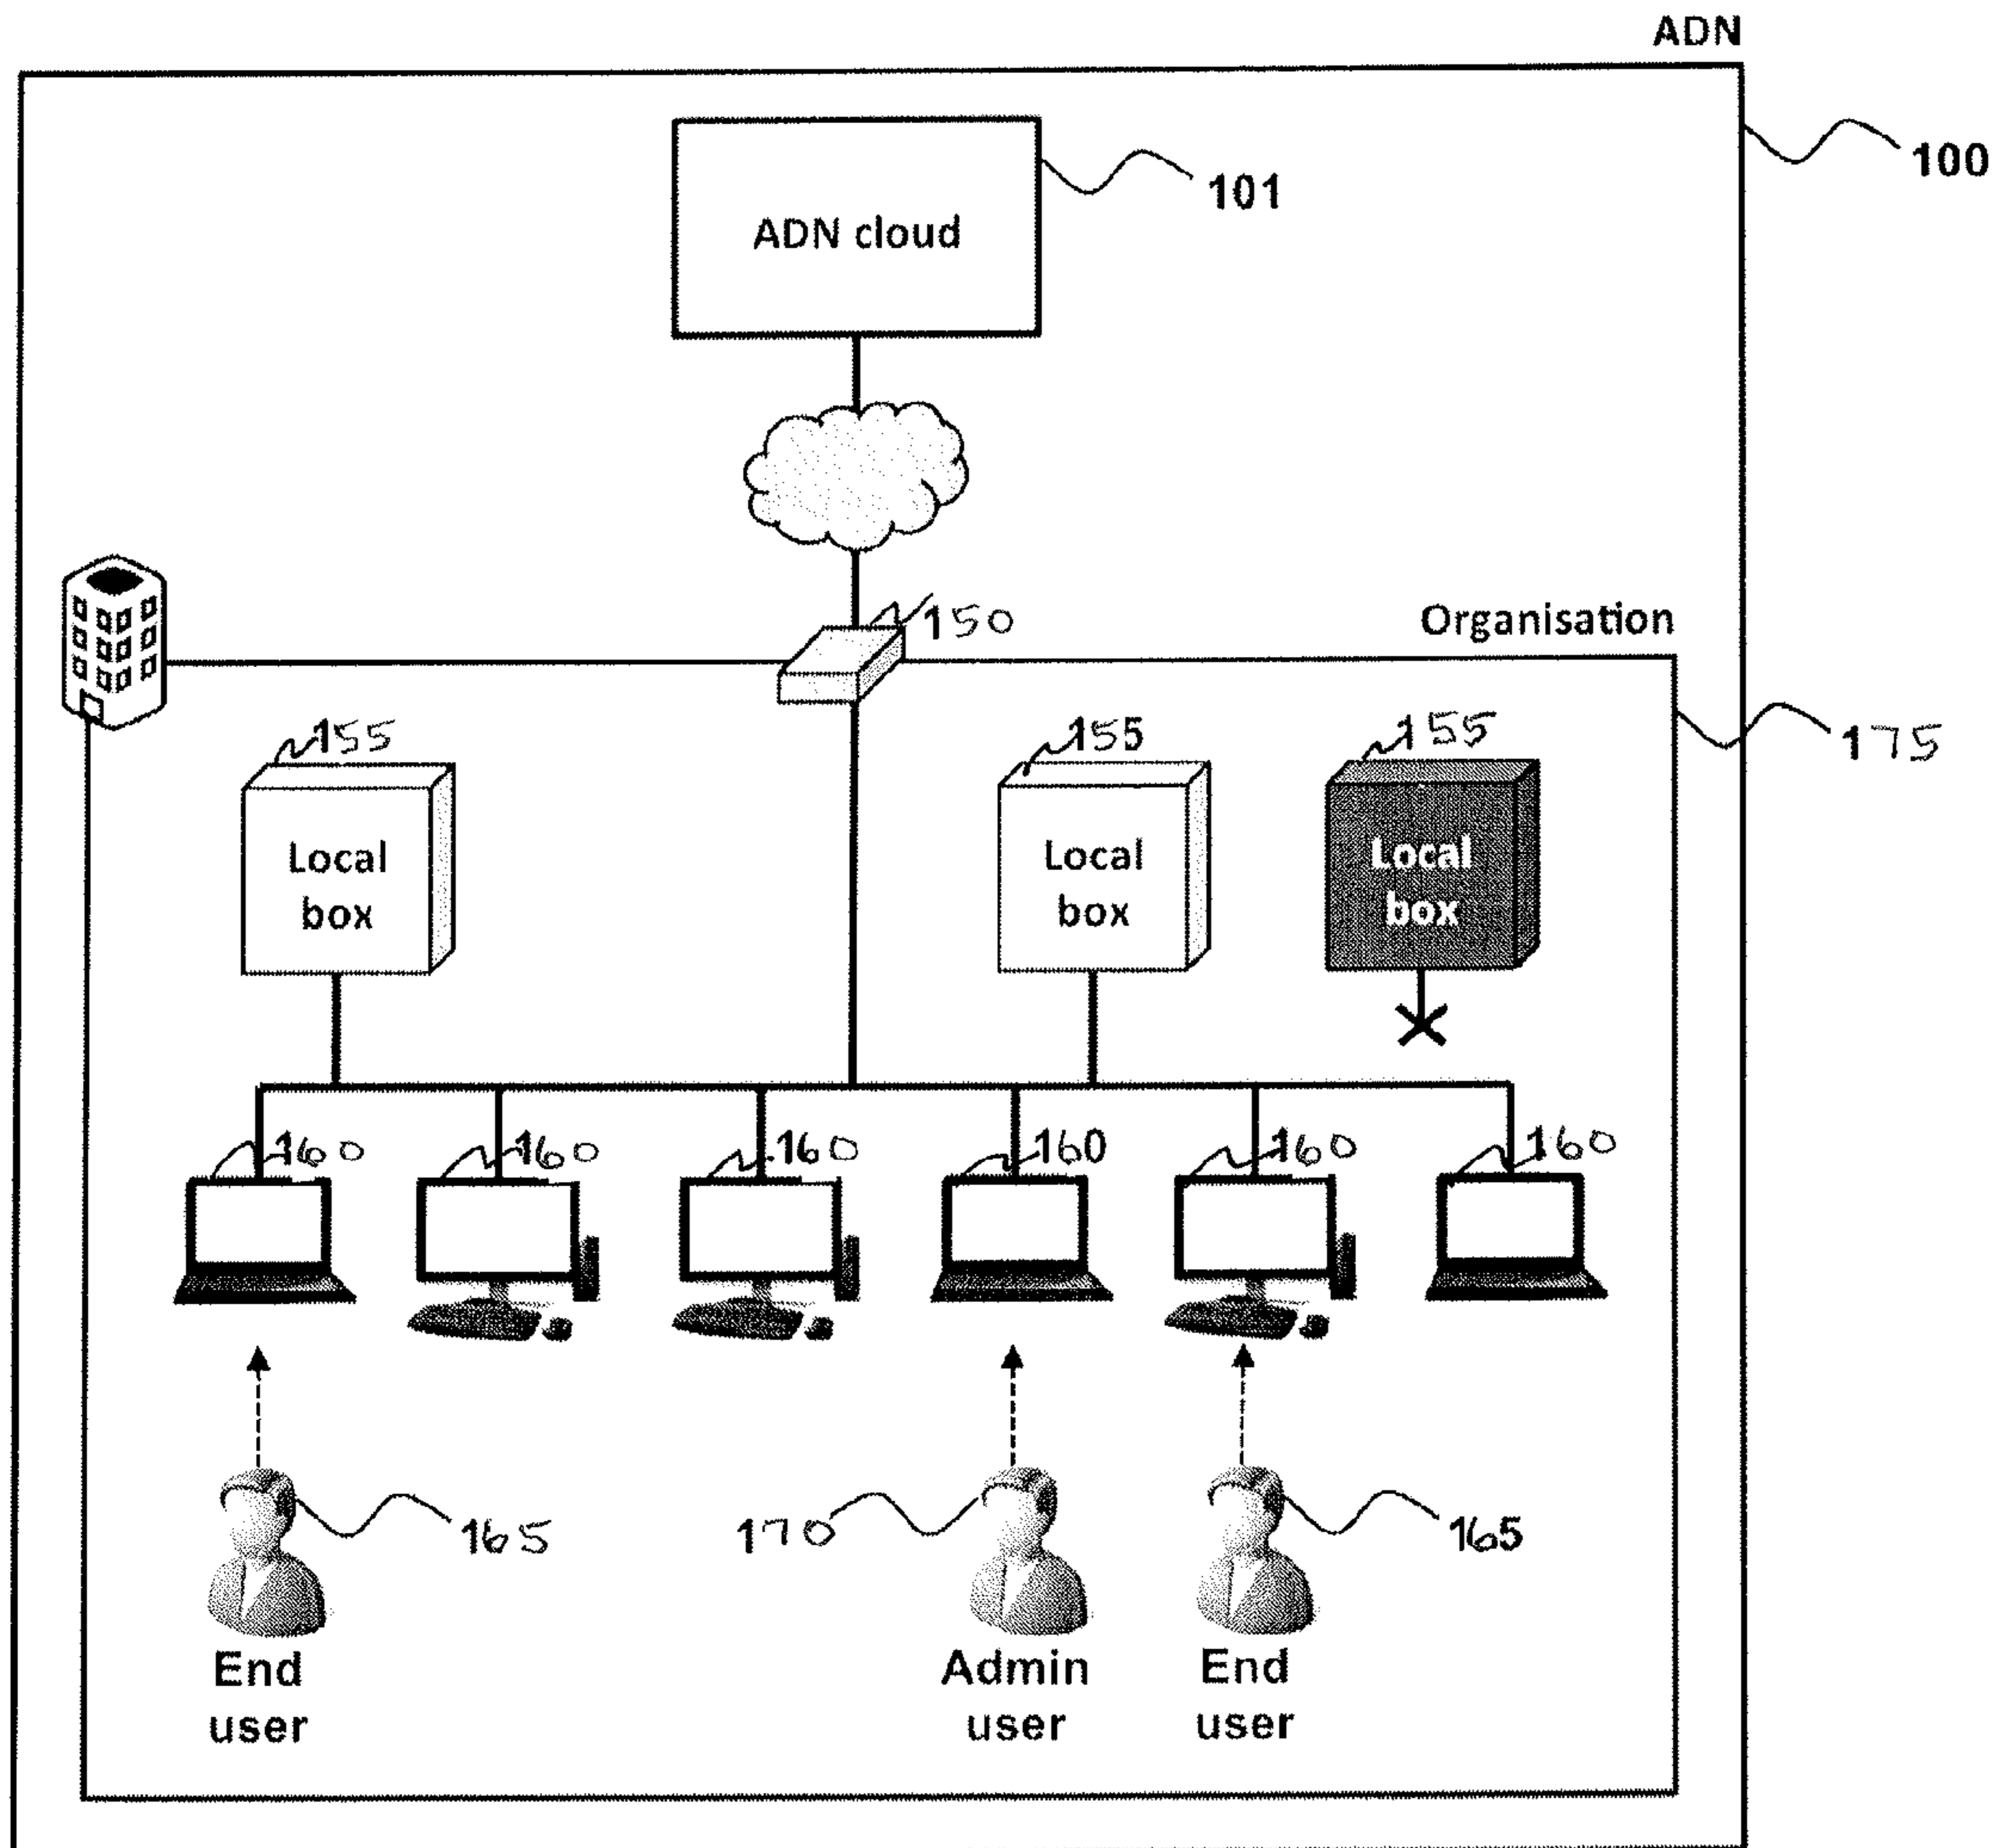 ADN
100
101
ADN cloud
150
Organisation
155
155
155
175
Local
box
Local
box
Local
box
160
160
160
160
160
160
165
170
165
End
user
Admin
user
End
user